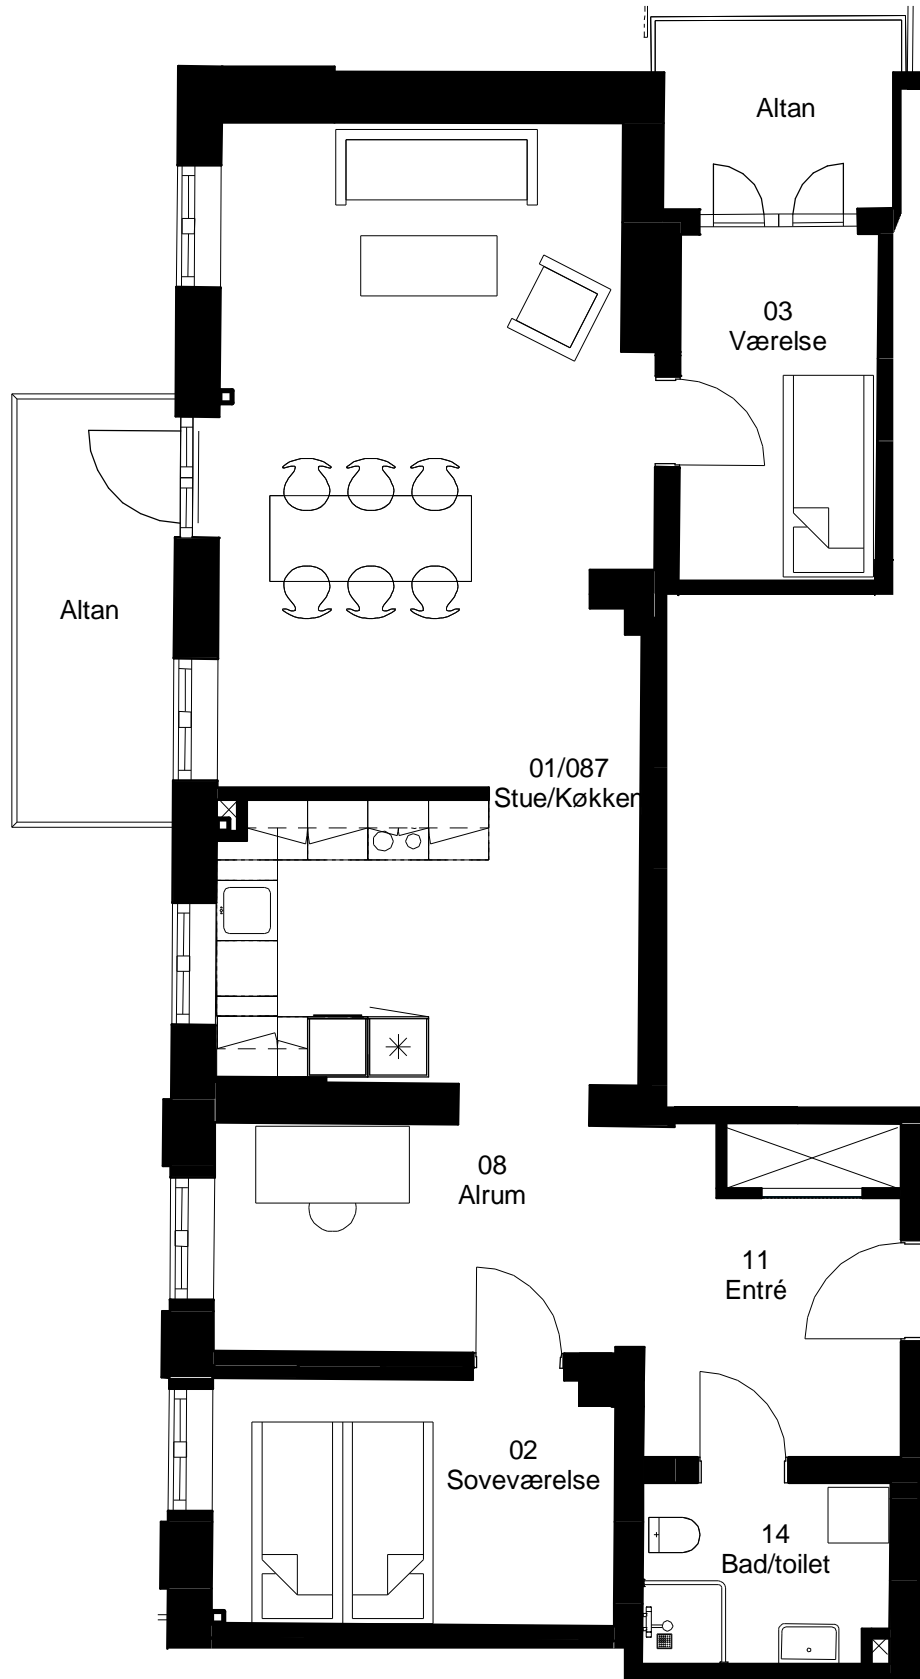 Altan
03
Værelse
Altan
01/087
Stue/Køkken
08
Alrum
11
Entré
02
Soveværelse
14
Bad/toilet